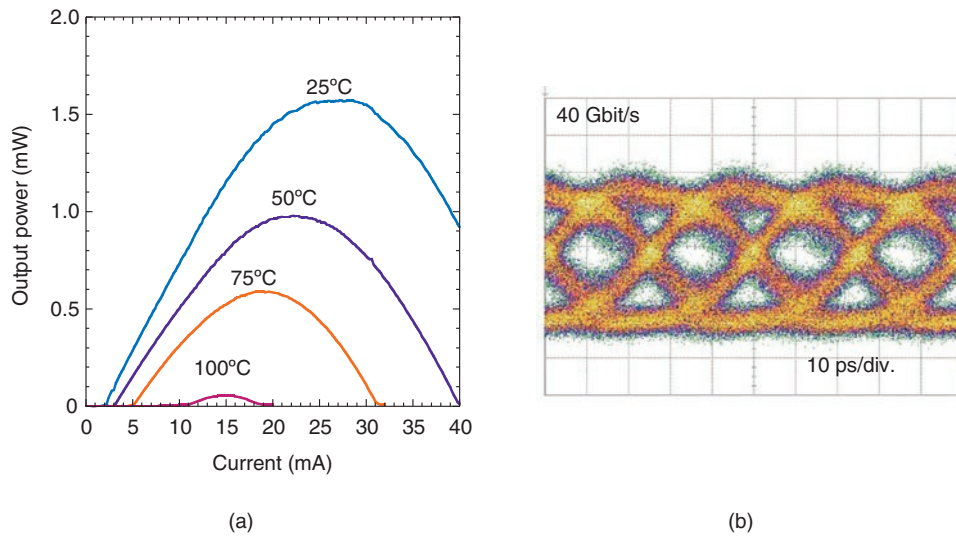 2.0
1.5
1.0
0.5
0
Output power (mW)
25ºC
50ºC
75ºC
100ºC
0 5 10 15 20 25 30 35 40
Current (mA)
(a)
40 Gbit/s
10 ps/div.
(b)